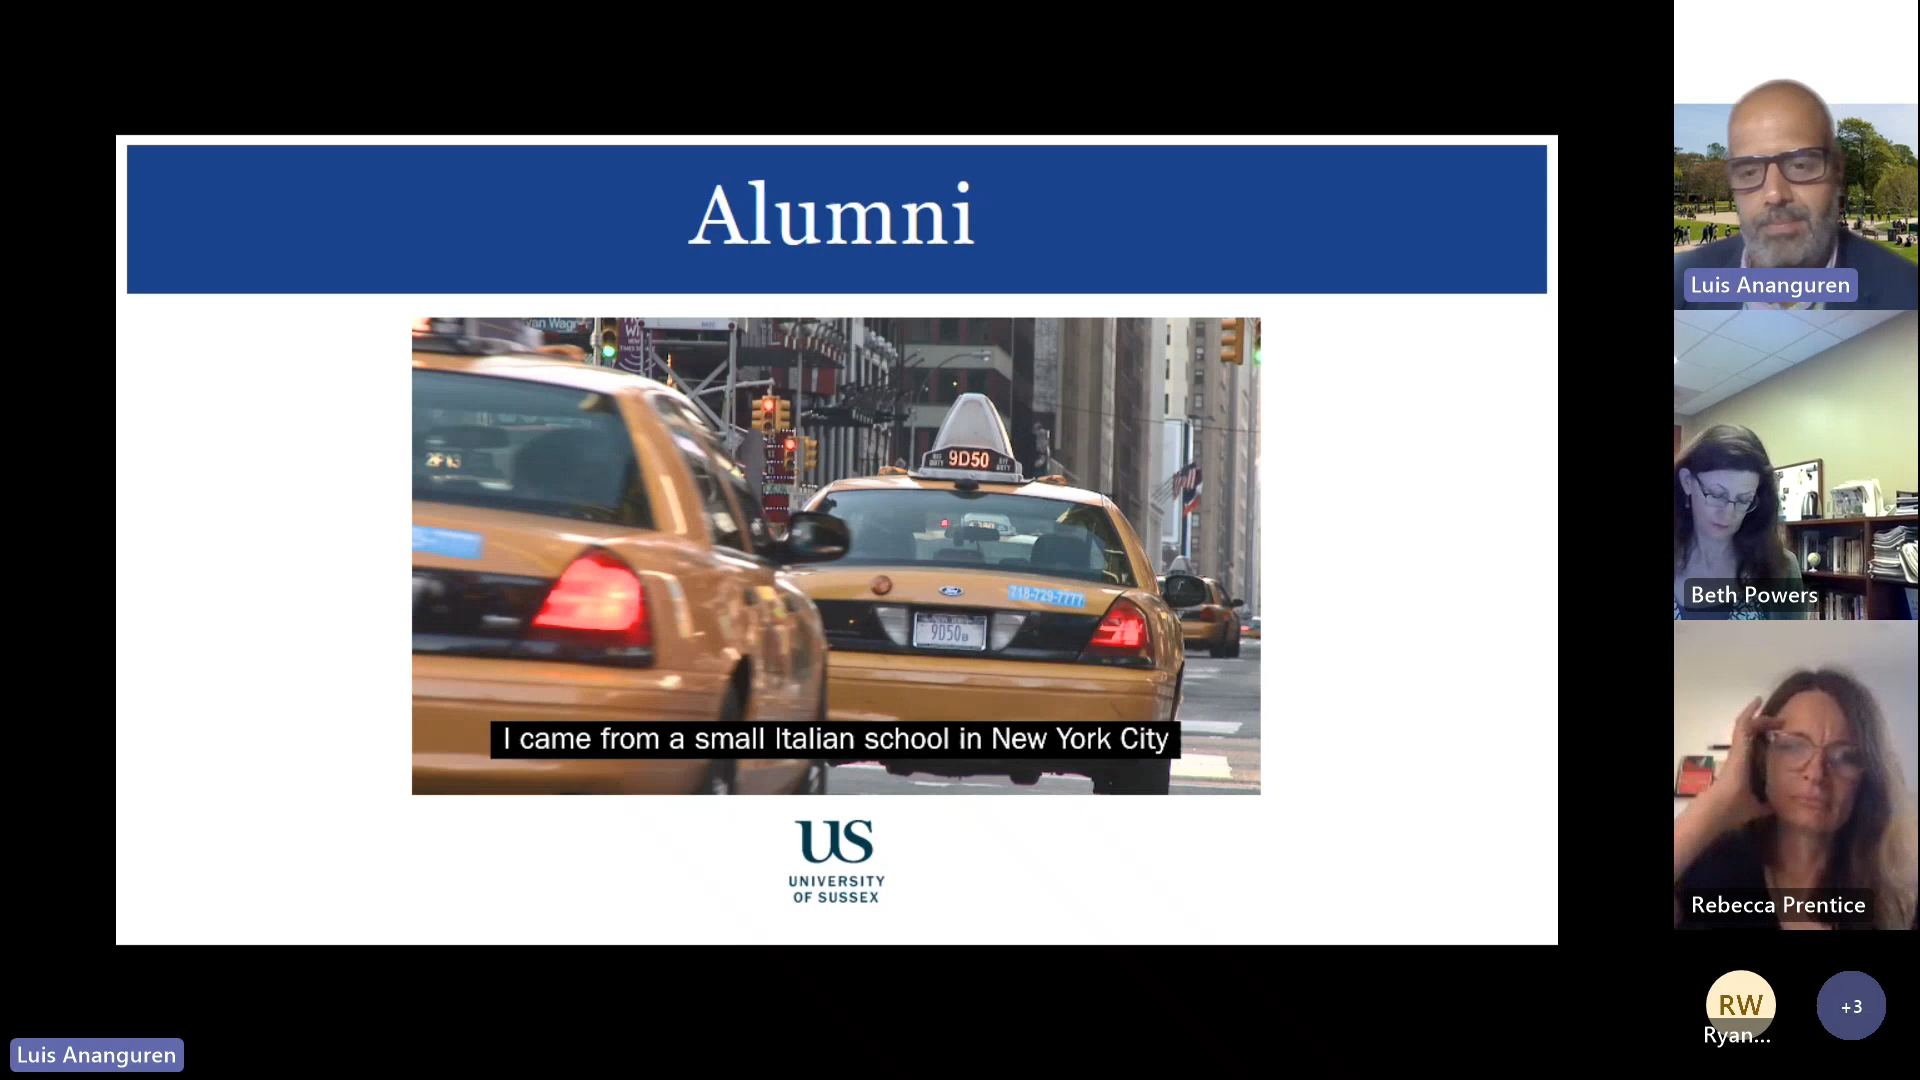 Alumni
9D50
718-729-7777
9D50B
I came from a small Italian school in New York City
US
UNIVERSITY
OF SUSSEX
Luis Ananguren
Beth Powers
Rebecca Prentice
RW
Ryan...
+3
Luis Ananguren